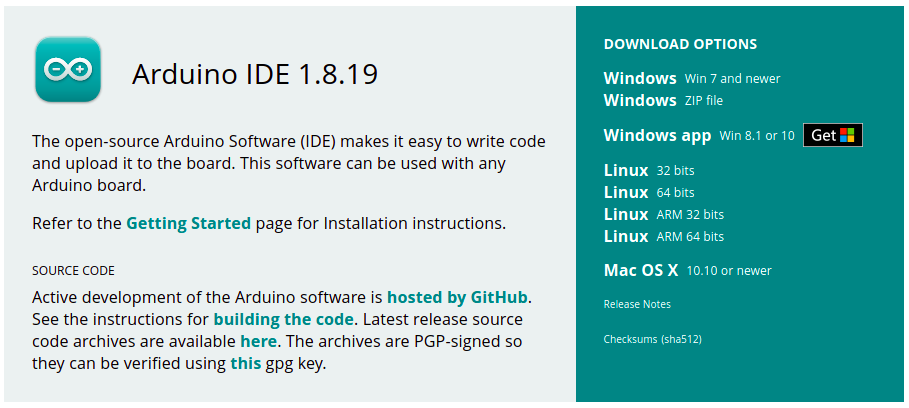 Arduino IDE 1.8.19
The open-source Arduino Software (IDE) makes it easy to write code
and upload it to the board. This software can be used with any
Arduino board.
Refer to the Getting Started page for Installation instructions.
SOURCE CODE
Active development of the Arduino software is hosted by GitHub.
See the instructions for building the code. Latest release source
code archives are available here. The archives are PGP-signed so
they can be verified using this gpg key.
DOWNLOAD OPTIONS
Windows Win 7 and newer
Windows ZIP file
Windows app Win 8.1 or 10 Get
Linux 32 bits
Linux 64 bits
Linux ARM 32 bits
Linux ARM 64 bits
Mac OS X 10.10 or newer
Release Notes
Checksums (sha512)